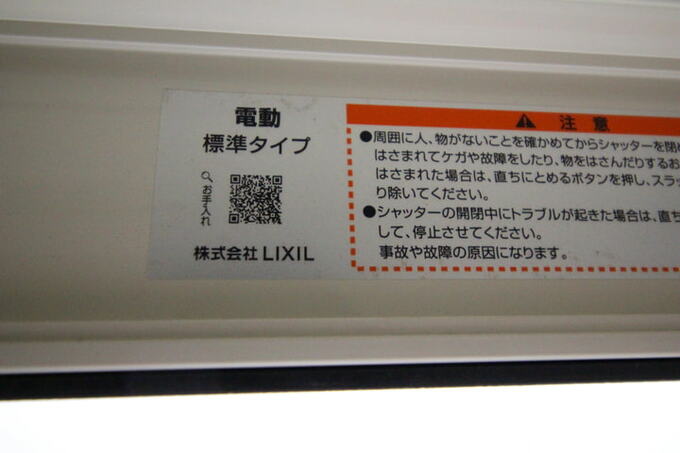 電動
標準タイプ
お手入れ
株式会社 LIXIL
注意
●周囲に人、物がないことを確かめてからシャッターを閉め
はさまれてケガや故障をしたり、物をはさんだりするお
はさまれた場合は、直ちにとめるボタンを押し、スラッ
り除いてください。
●シャッターの開閉中にトラブルが起きた場合は、直ち
して、停止させてください。
事故や故障の原因になります。